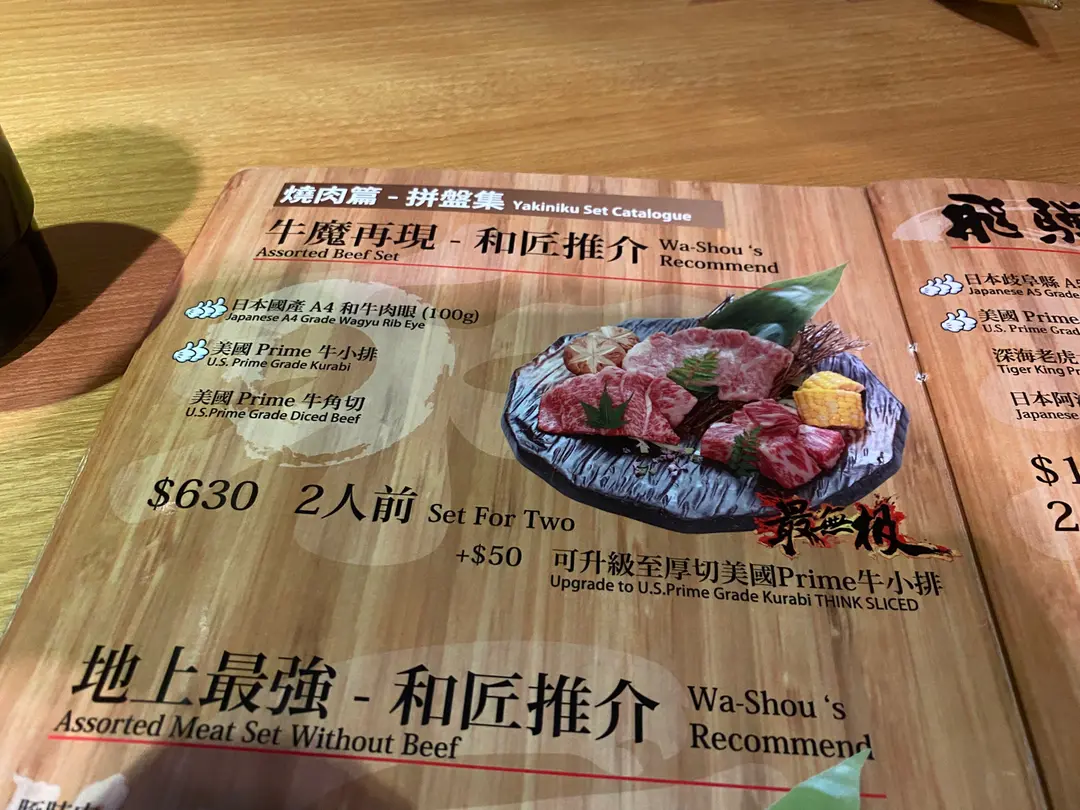 燒肉篇 - 拼盤集 Yakiniku Set Catalogue
牛魔再現 - 和匠推介 Wa-Shou 's Recommend
Assorted Beef Set
日本國產 A4 和牛肉眼 (100g)
Japanese A4 Grade Wagyu Rib Eye
美國 Prime 牛小排
U.S. Prime Grade Kurabi
美國 Prime 牛角切
U.S.Prime Grade Diced Beef
$630 2人前 Set For Two
最無極
+$50 可升級至厚切美國Prime牛小排
Upgrade to U.S.Prime Grade Kurabi THINK SLICED
地上最強 - 和匠推介 Wa-Shou 's Recommend
Assorted Meat Set Without Beef
日本岐阜縣 A5
Japanese A5 Grade
美國 Prime
U.S. Prime Grad
深海老虎
Tiger King Pr
日本阿
Japanese
$1
2